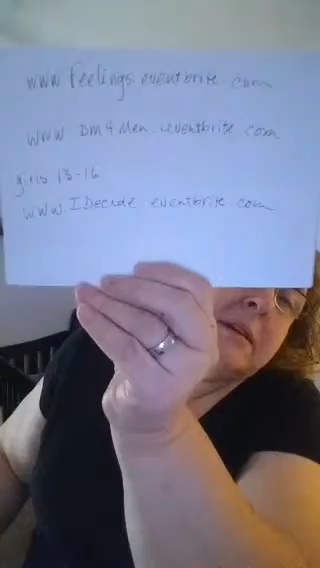 www Feelings eventbrite com
www DM4Men eventbrite com
girls 13-16
www IDecide eventbrite com